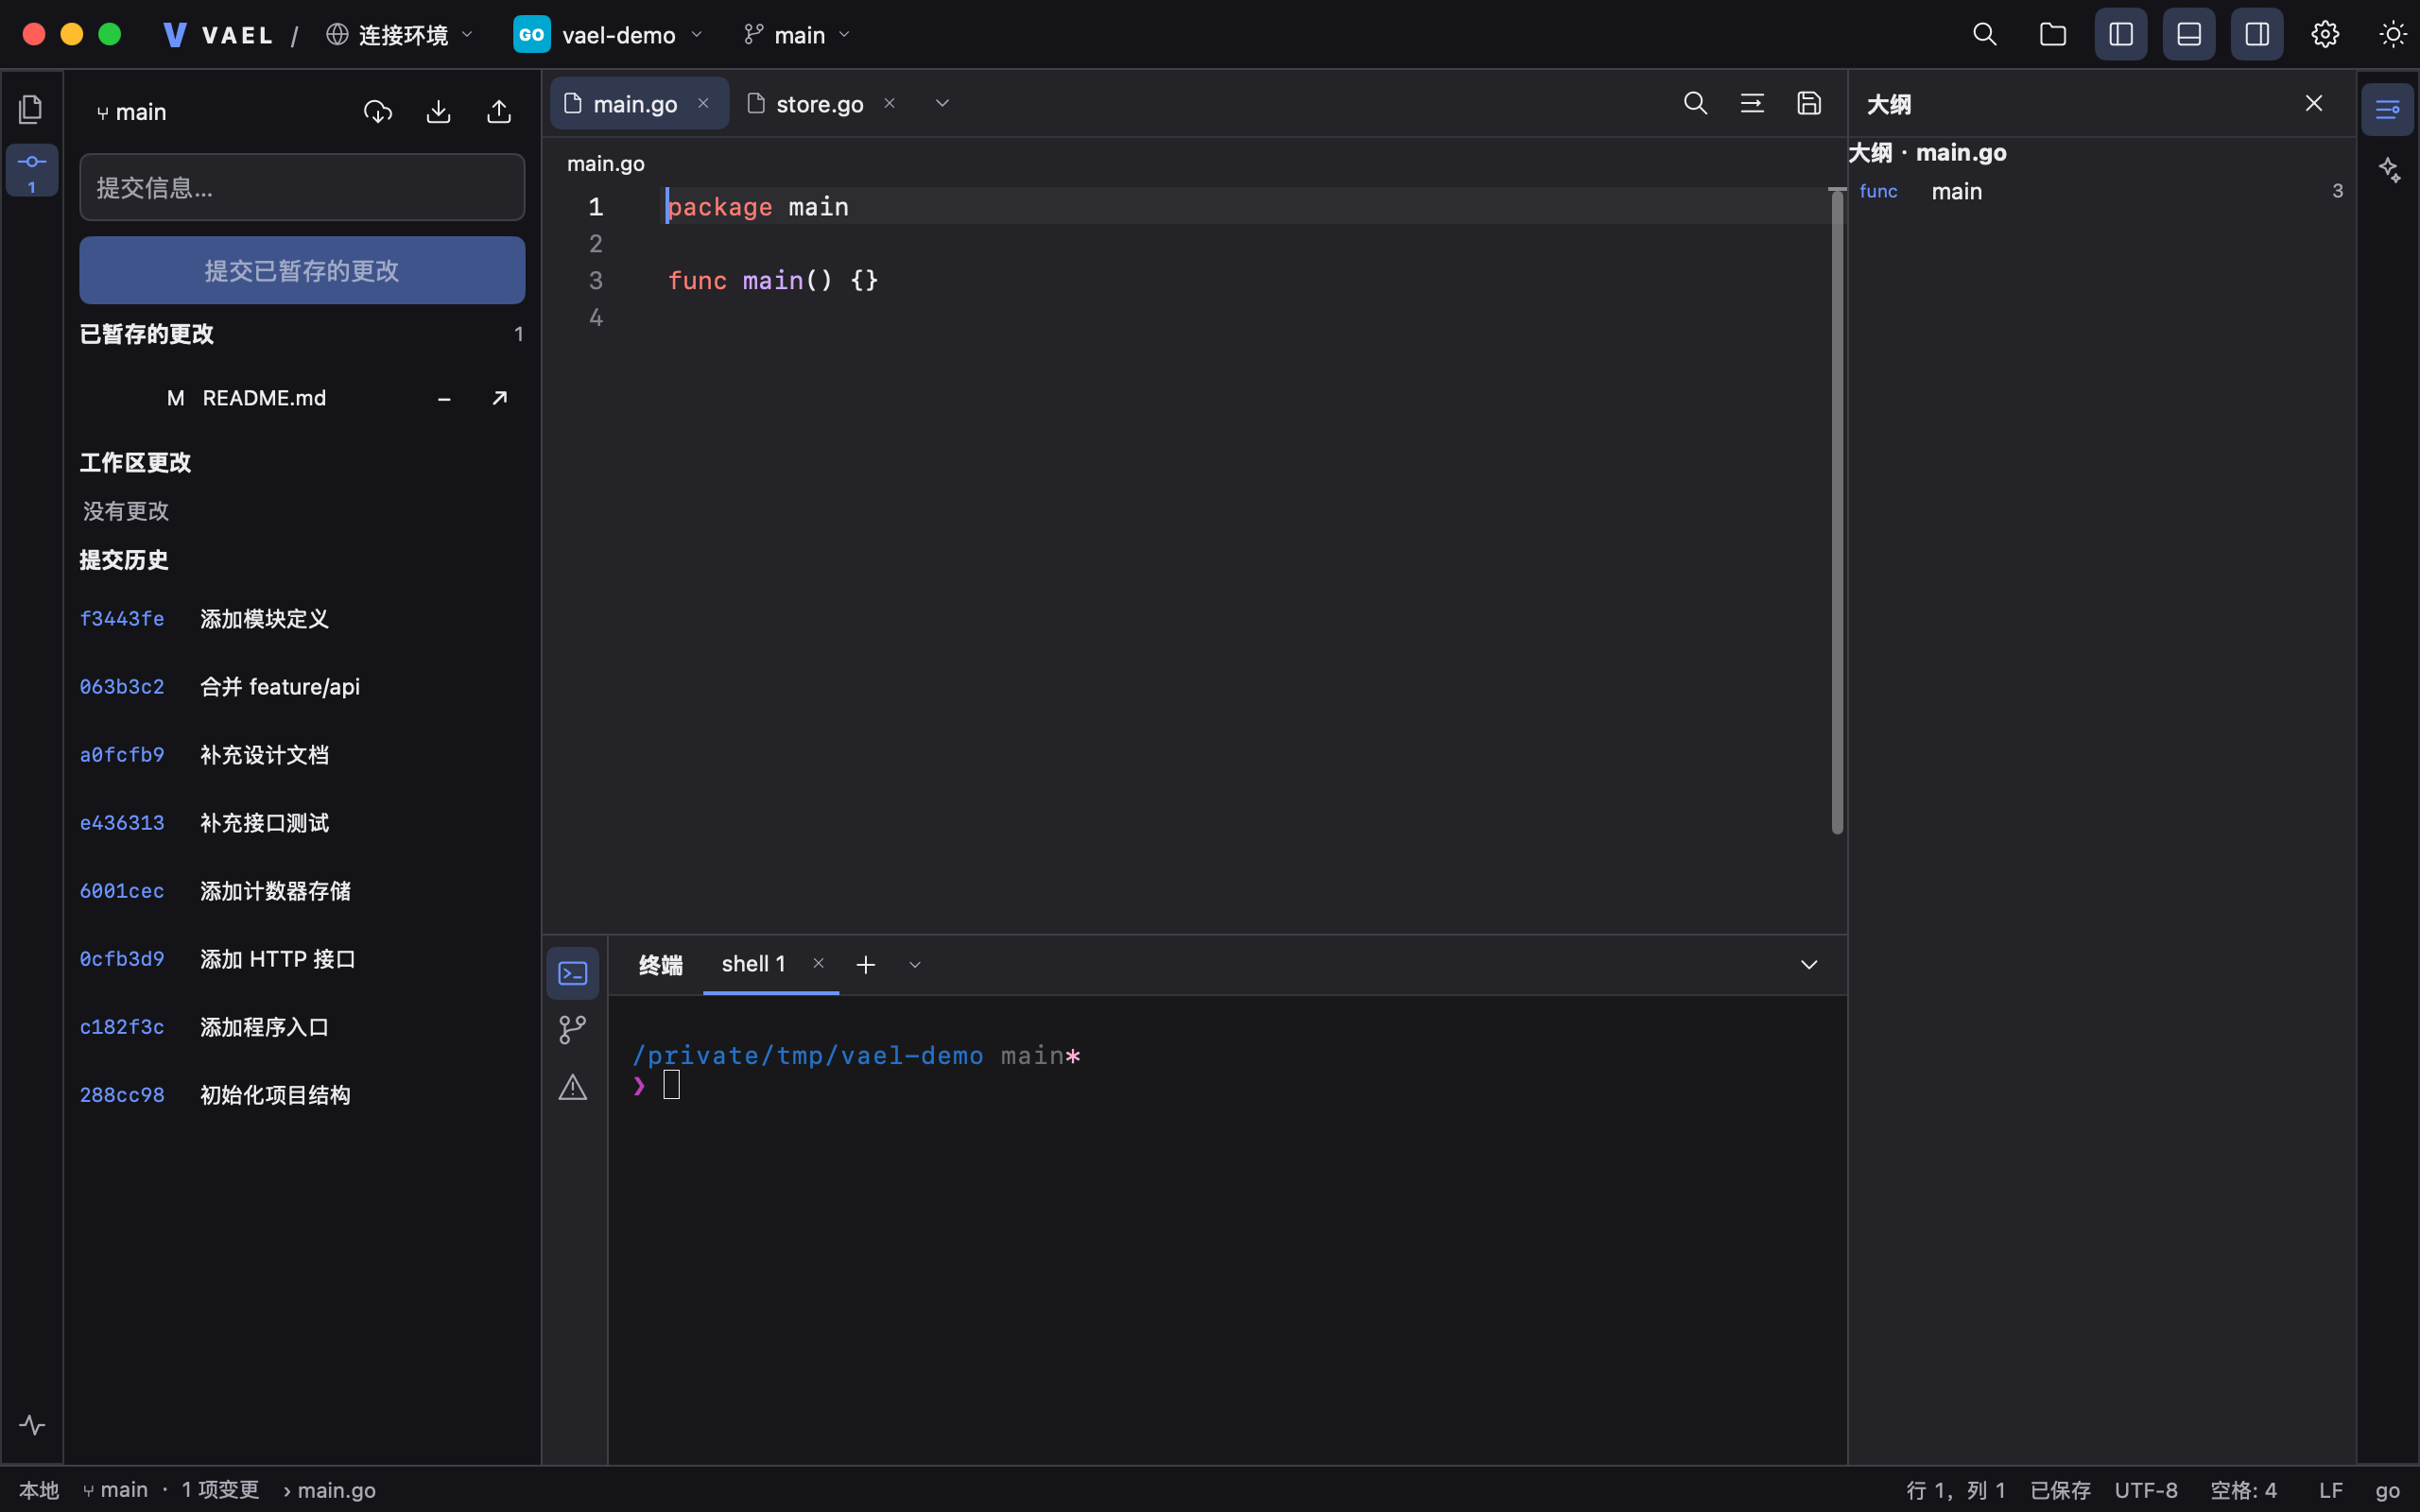 VAEL / 连接环境 GO vael-demo main
main
1
提交信息...
提交已暂存的更改
已暂存的更改 1
M README.md − ↗
工作区更改
没有更改
提交历史
f3443fe 添加模块定义
063b3c2 合并 feature/api
a0fcfb9 补充设计文档
e436313 补充接口测试
6001cec 添加计数器存储
0cfb3d9 添加 HTTP 接口
c182f3c 添加程序入口
288cc98 初始化项目结构
main.go × store.go ×
main.go
1 package main
2
3 func main() {}
4
终端 shell 1 × +
/private/tmp/vael-demo main*
❯
大纲
大纲 · main.go
func main 3
本地 main · 1 项变更 › main.go
行 1，列 1 已保存 UTF-8 空格: 4 LF go